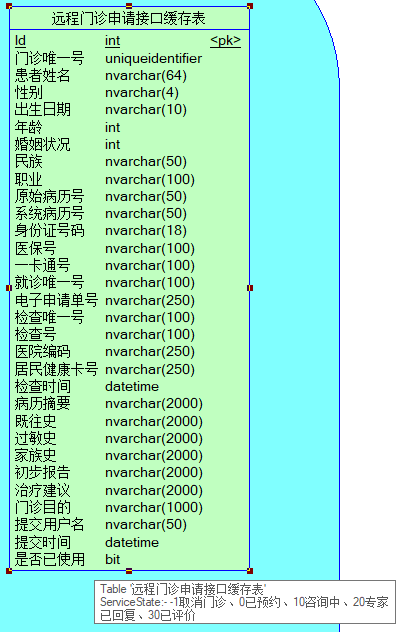 远程门诊申请接口缓存表
Id int <pk>
门诊唯一号 uniqueidentifier
患者姓名 nvarchar(64)
性别 nvarchar(4)
出生日期 nvarchar(10)
年龄 int
婚姻状况 int
民族 nvarchar(50)
职业 nvarchar(100)
原始病历号 nvarchar(50)
系统病历号 nvarchar(50)
身份证号码 nvarchar(18)
医保号 nvarchar(100)
一卡通号 nvarchar(100)
就诊唯一号 nvarchar(100)
电子申请单号 nvarchar(250)
检查唯一号 nvarchar(100)
检查号 nvarchar(100)
医院编码 nvarchar(250)
居民健康卡号 nvarchar(250)
检查时间 datetime
病历摘要 nvarchar(2000)
既往史 nvarchar(2000)
过敏史 nvarchar(2000)
家族史 nvarchar(2000)
初步报告 nvarchar(2000)
治疗建议 nvarchar(2000)
门诊目的 nvarchar(1000)
提交用户名 nvarchar(50)
提交时间 datetime
是否已使用 bit
Table '远程门诊申请接口缓存表'
ServiceState:- -1取消门诊、0已预约、10咨询中、20专家
已回复、30已评价